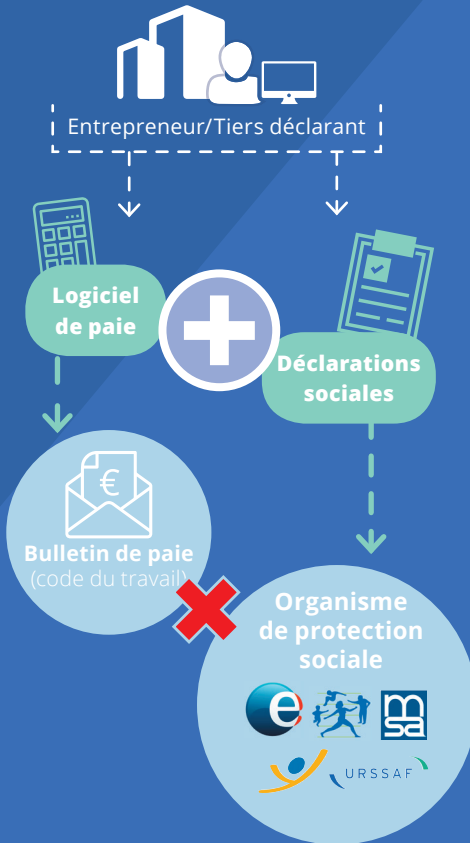 Entrepreneur/Tiers déclarant
Logiciel
de paie
Déclarations
sociales
€
Bulletin de paie
(code du travail)
Organisme
de protection
sociale
e
msa
URSSAF